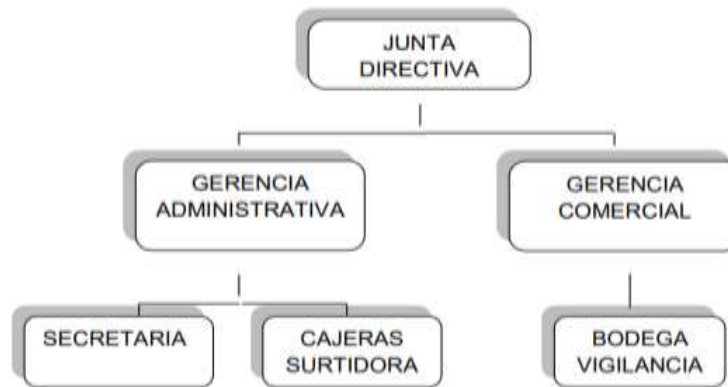 JUNTA
DIRECTIVA
GERENCIA
ADMINISTRATIVA
GERENCIA
COMERCIAL
SECRETARIA
CAJERAS
SURTIDORA
BODEGA
VIGILANCIA